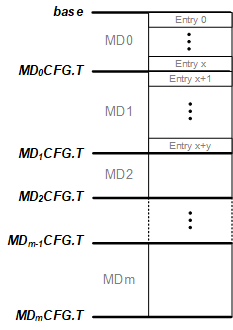 base
Entry 0
MD0
Entry x
MD₀CFG.T
Entry x+1
MD1
Entry x+y
MD₁CFG.T
MD2
MD₂CFG.T
MDₘ₋₁CFG.T
MDm
MDₘCFG.T